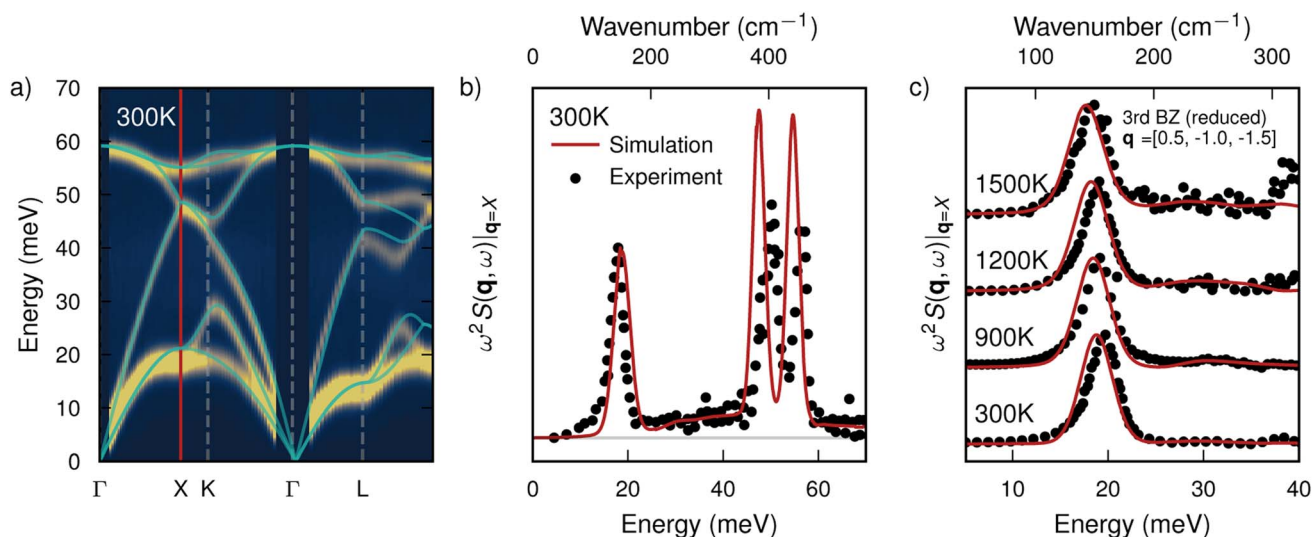 a)
300K
Energy (meV)
70
60
50
40
30
20
10
0
Γ X K Γ L
b)
Wavenumber (cm⁻¹)
0 200 400
300K
Simulation
Experiment
ω²S(q, ω)|q=X
0 20 40 60
Energy (meV)
c)
Wavenumber (cm⁻¹)
100 200 300
3rd BZ (reduced)
q =[0.5, -1.0, -1.5]
1500K
1200K
900K
300K
ω²S(q, ω)|q=X
10 20 30 40
Energy (meV)